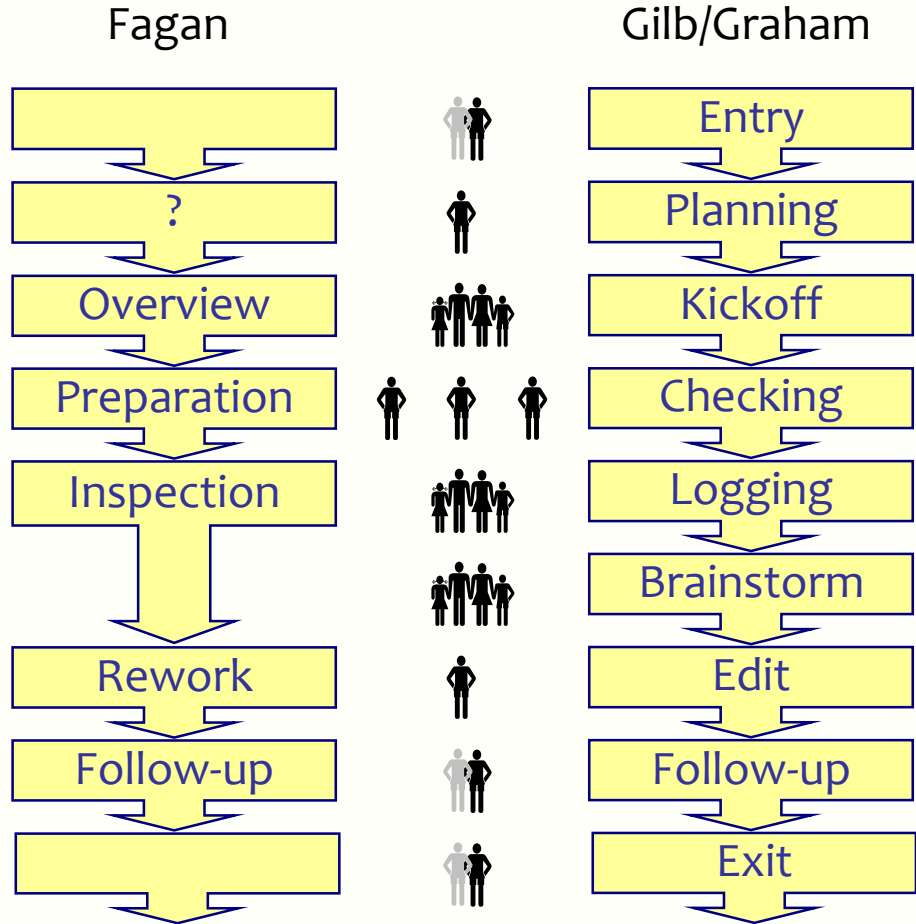 Fagan
Gilb/Graham
Entry
?
Planning
Overview
Kickoff
Preparation
Checking
Inspection
Logging
Brainstorm
Rework
Edit
Follow-up
Follow-up
Exit